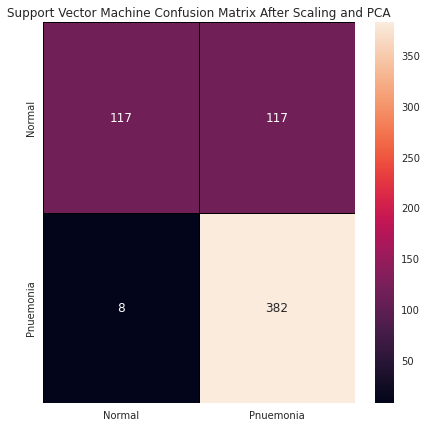 Support Vector Machine Confusion Matrix After Scaling and PCA
Normal
117
117
Pnuemonia
8
382
Normal
Pnuemonia
350
300
250
200
150
100
50